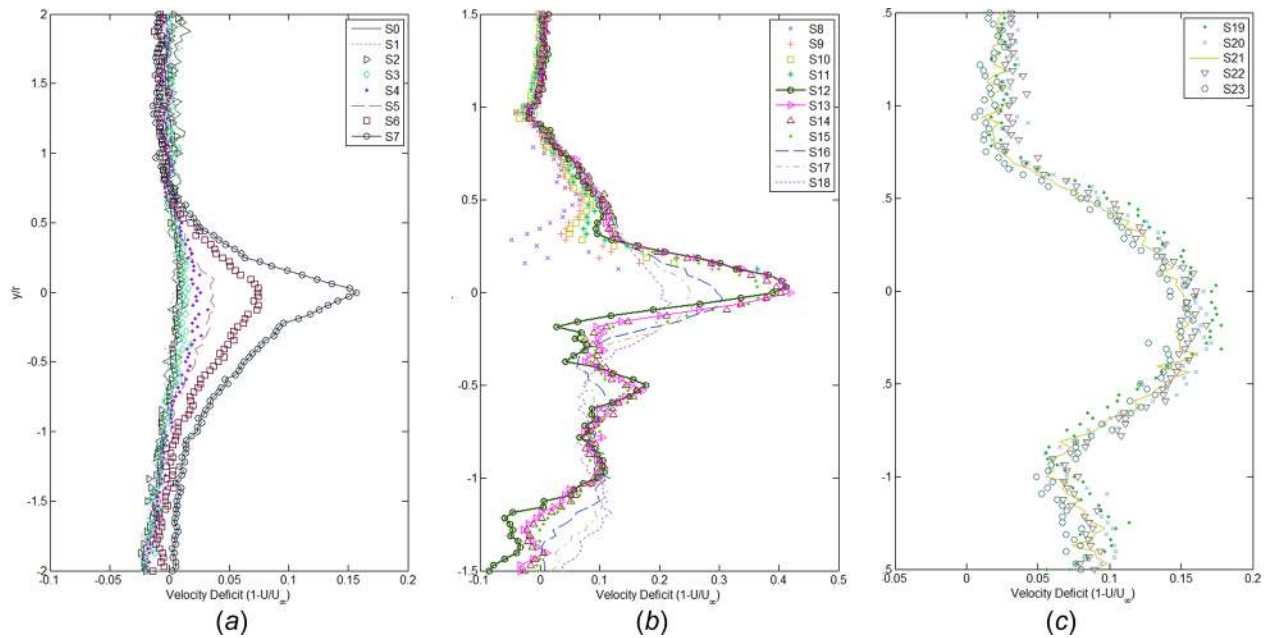 2
1.5
1
0.5
0
-0.5
-1
-1.5
-2
y/r
-0.1
-0.05
0
0.05
0.1
0.15
0.2
Velocity Deficit (1-U/U∞)
S0
S1
S2
S3
S4
S5
S6
S7
(a)
1.5
1
0.5
0
-0.5
-1
-1.5
-0.1
0
0.1
0.2
0.3
0.4
0.5
Velocity Deficit (1-U/U∞)
S8
S9
S10
S11
S12
S13
S14
S15
S16
S17
S18
(b)
.5
1
.5
0
.5
-1
.5
-0.05
0
0.05
0.1
0.15
0.2
Velocity Deficit (1-U/U∞)
S19
S20
S21
S22
S23
(c)